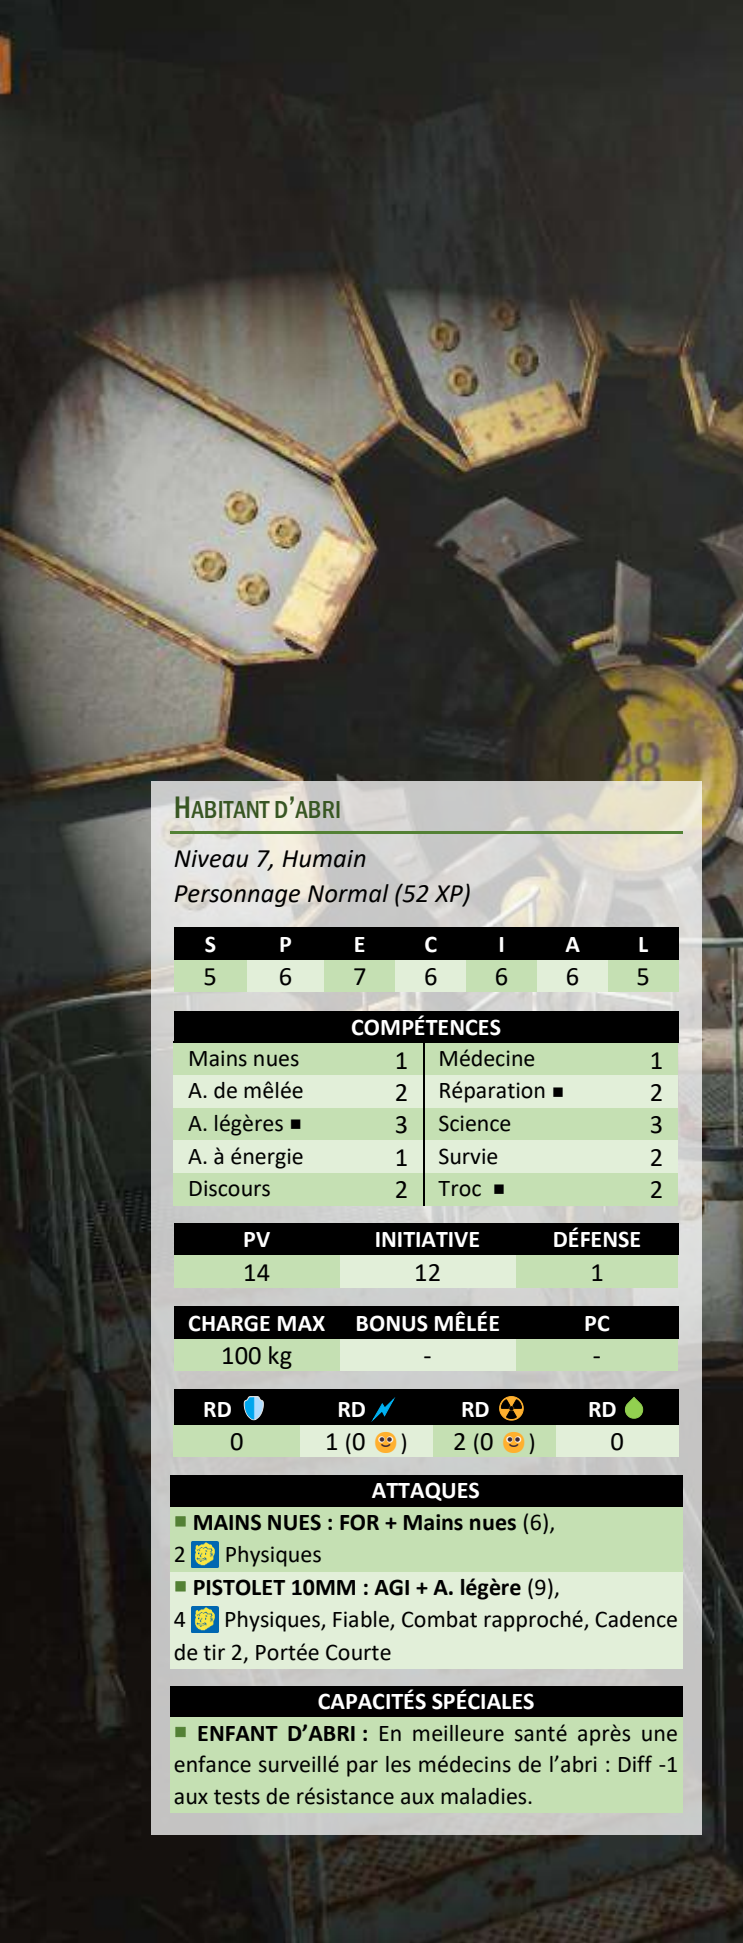 88
HABITANT D'ABRI
Niveau 7, Humain
Personnage Normal (52 XP)
S P E C I A L
5 6 7 6 6 6 5
COMPÉTENCES
Mains nues 1 Médecine 1
A. de mêlée 2 Réparation ■ 2
A. légères ■ 3 Science 3
A. à énergie 1 Survie 2
Discours 2 Troc ■ 2
PV INITIATIVE DÉFENSE
14 12 1
CHARGE MAX BONUS MÊLÉE PC
100 kg - -
RD RD RD RD
0 1 (0 🙂) 2 (0 🙂) 0
ATTAQUES
■ MAINS NUES : FOR + Mains nues (6),
2 Physiques
■ PISTOLET 10MM : AGI + A. légère (9),
4 Physiques, Fiable, Combat rapproché, Cadence
de tir 2, Portée Courte
CAPACITÉS SPÉCIALES
■ ENFANT D'ABRI : En meilleure santé après une
enfance surveillé par les médecins de l'abri : Diff -1
aux tests de résistance aux maladies.